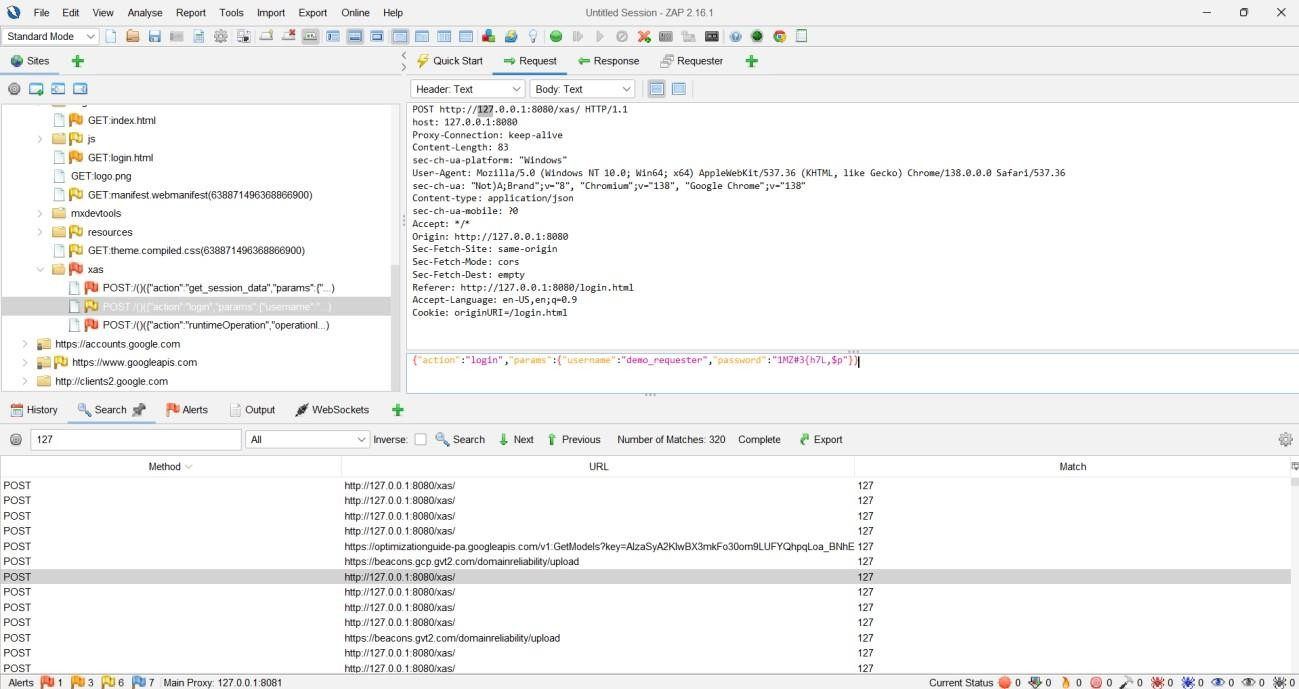 File Edit View Analyse Report Tools Import Export Online Help Untitled Session - ZAP 2.16.1
Standard Mode
Sites Quick Start Request Response Requester
Header: Text Body: Text
POST http://127.0.0.1:8080/xas/ HTTP/1.1
host: 127.0.0.1:8080
Proxy-Connection: keep-alive
Content-Length: 83
sec-ch-ua-platform: "Windows"
User-Agent: Mozilla/5.0 (Windows NT 10.0; Win64; x64) AppleWebKit/537.36 (KHTML, like Gecko) Chrome/138.0.0.0 Safari/537.36
sec-ch-ua: "Not)A;Brand";v="8", "Chromium";v="138", "Google Chrome";v="138"
Content-type: application/json
sec-ch-ua-mobile: ?0
Accept: */*
Origin: http://127.0.0.1:8080
Sec-Fetch-Site: same-origin
Sec-Fetch-Mode: cors
Sec-Fetch-Dest: empty
Referer: http://127.0.0.1:8080/login.html
Accept-Language: en-US,en;q=0.9
Cookie: originURI=/login.html
{"action":"login","params":{"username":"demo_requester","password":"1MZ#3{h7L,$p"}}
GET:index.html
js
GET:login.html
GET:logo.png
GET:manifest.webmanifest(638871496368866900)
mxdevtools
resources
GET:theme.compiled.css(638871496368866900)
xas
POST:/()({"action":"get_session_data","params":{"...)
POST:/()({"action":"login","params":{"username":"...)
POST:/()({"action":"runtimeOperation","operationI...)
https://accounts.google.com
https://www.googleapis.com
http://clients2.google.com
History Search Alerts Output WebSockets
127 All Inverse: Search Next Previous Number of Matches: 320 Complete Export
Method URL Match
POST http://127.0.0.1:8080/xas/ 127
POST http://127.0.0.1:8080/xas/ 127
POST http://127.0.0.1:8080/xas/ 127
POST http://127.0.0.1:8080/xas/ 127
POST https://optimizationguide-pa.googleapis.com/v1:GetModels?key=AIzaSyA2KlwBX3mkFo30om9LUFYQhpqLoa_BNhE 127
POST https://beacons.gcp.gvt2.com/domainreliability/upload 127
POST http://127.0.0.1:8080/xas/ 127
POST http://127.0.0.1:8080/xas/ 127
POST http://127.0.0.1:8080/xas/ 127
POST http://127.0.0.1:8080/xas/ 127
POST https://beacons.gvt2.com/domainreliability/upload 127
POST http://127.0.0.1:8080/xas/ 127
POST http://127.0.0.1:8080/xas/ 127
Alerts 1 3 6 7 Main Proxy: 127.0.0.1:8081 Current Status 0 0 0 0 0 0 0 0 0 0